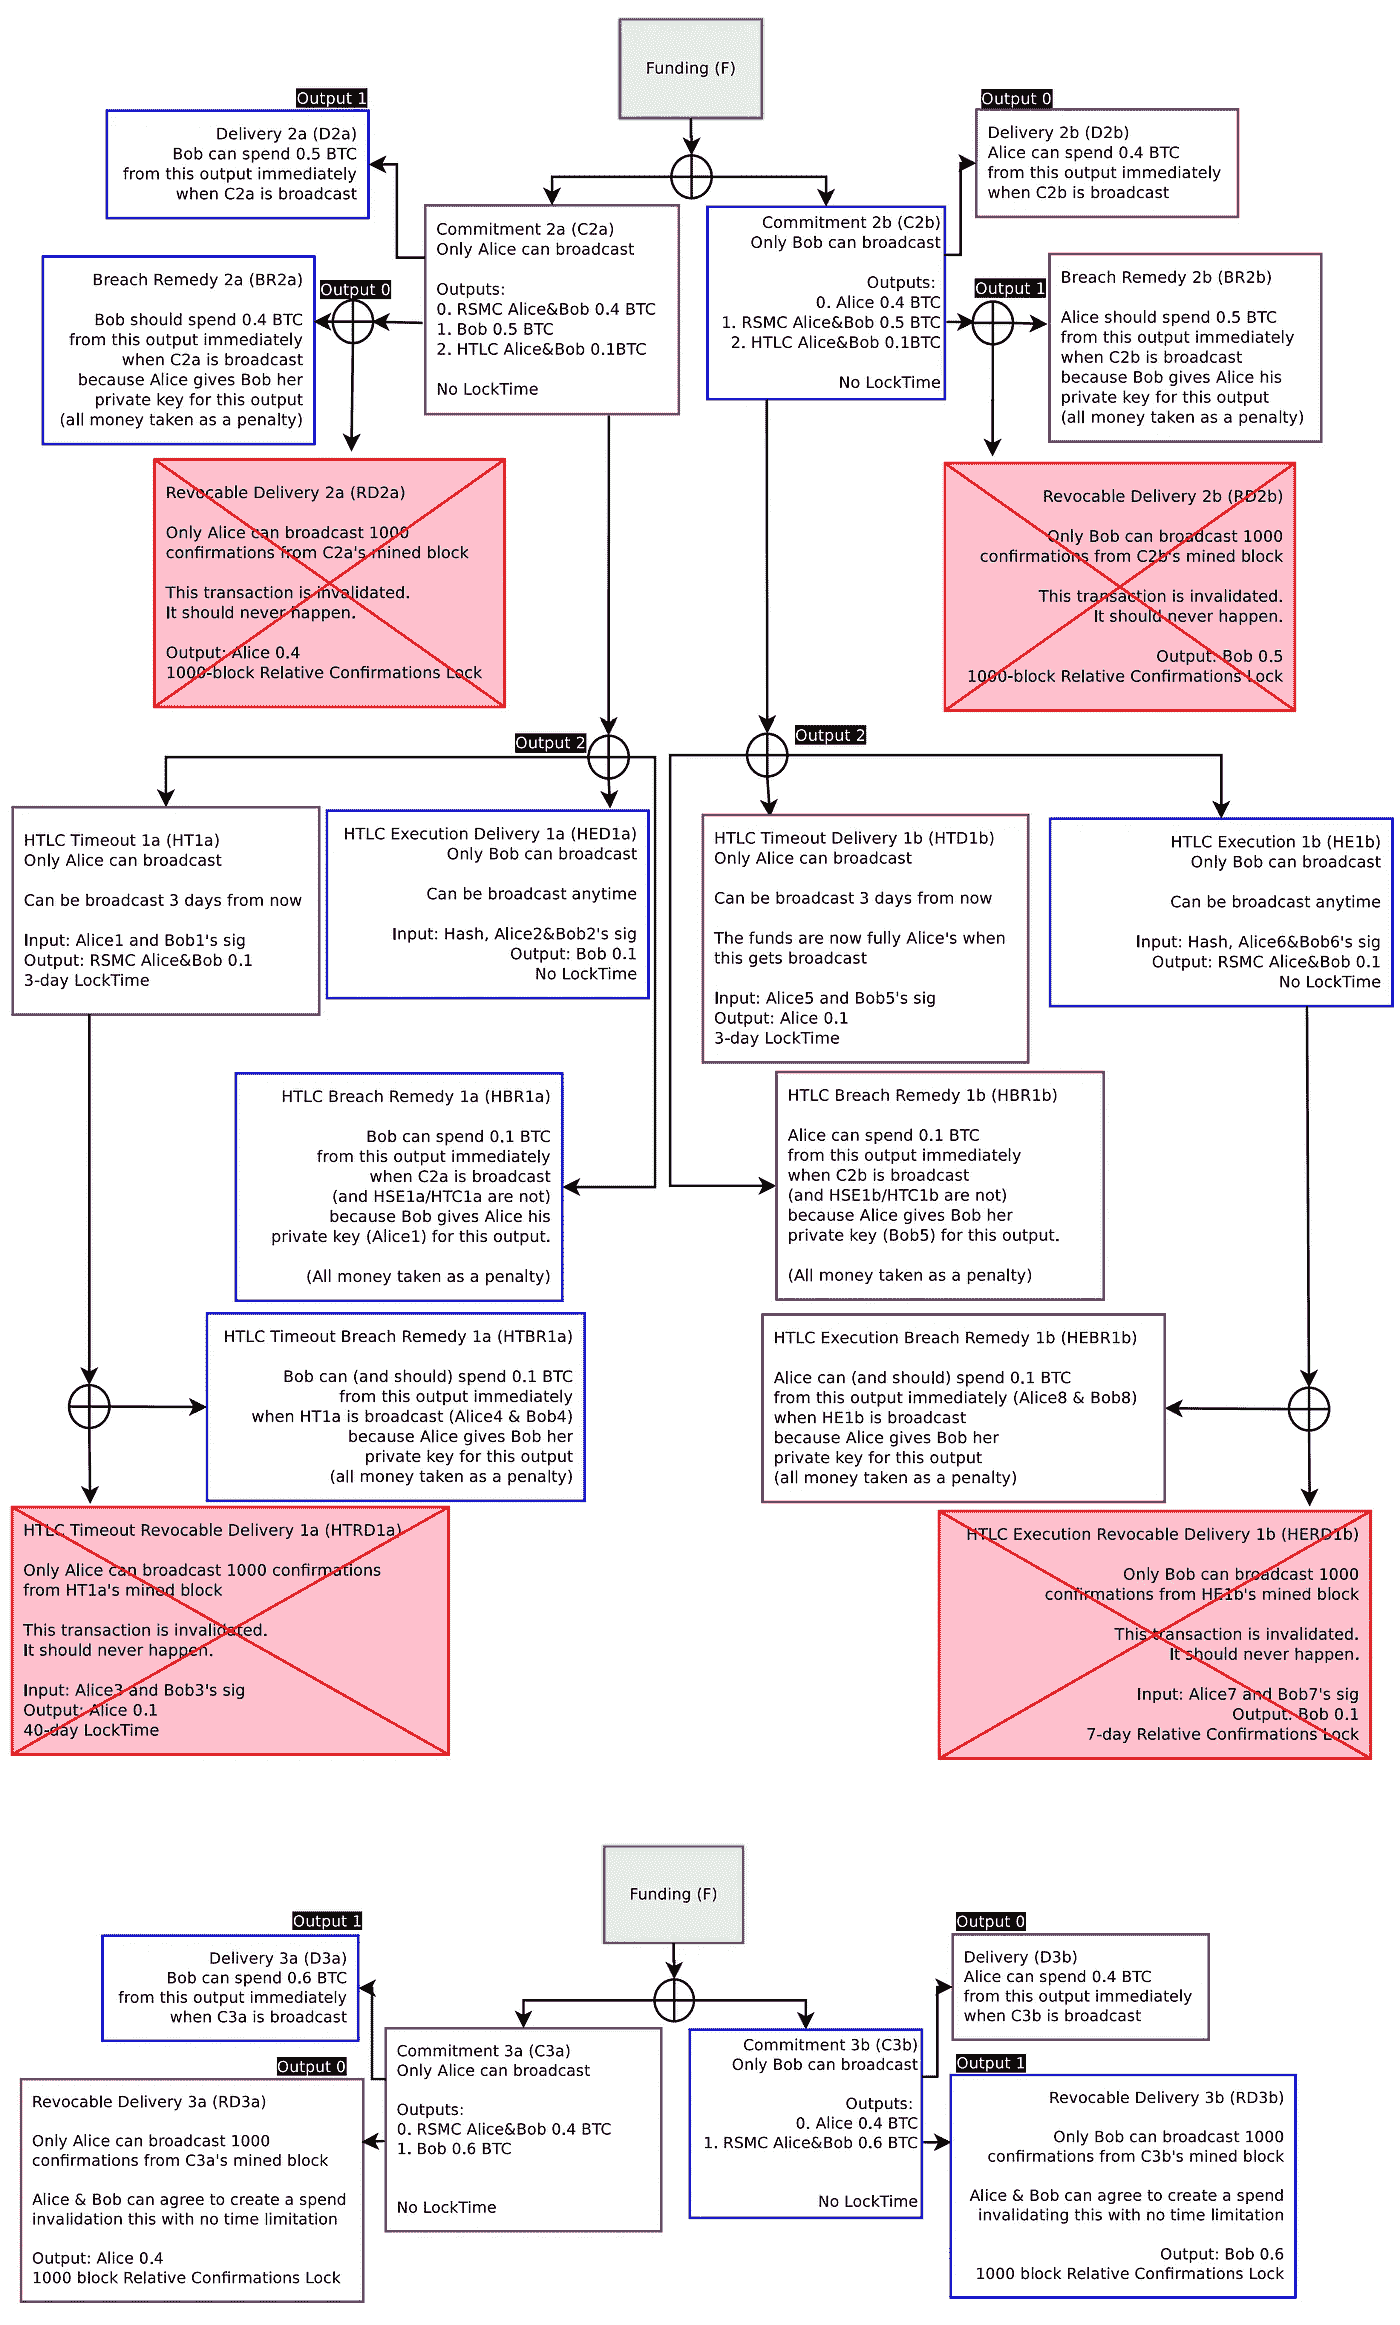 Funding (F)
Output 1
Delivery 2a (D2a)
Bob can spend 0.5 BTC
from this output immediately
when C2a is broadcast
Output 0
Delivery 2b (D2b)
Alice can spend 0.4 BTC
from this output immediately
when C2b is broadcast
Commitment 2a (C2a)
Only Alice can broadcast
Outputs:
0. RSMC Alice&Bob 0.4 BTC
1. Bob 0.5 BTC
2. HTLC Alice&Bob 0.1BTC
No LockTime
Commitment 2b (C2b)
Only Bob can broadcast
Outputs:
0. Alice 0.4 BTC
1. RSMC Alice&Bob 0.5 BTC
2. HTLC Alice&Bob 0.1BTC
No LockTime
Breach Remedy 2a (BR2a)
Bob should spend 0.4 BTC
from this output immediately
when C2a is broadcast
because Alice gives Bob her
private key for this output
(all money taken as a penalty)
Output 0
Output 1
Breach Remedy 2b (BR2b)
Alice should spend 0.5 BTC
from this output immediately
when C2b is broadcast
because Bob gives Alice his
private key for this output
(all money taken as a penalty)
Revocable Delivery 2a (RD2a)
Only Alice can broadcast 1000
confirmations from C2a's mined block
This transaction is invalidated.
It should never happen.
Output: Alice 0.4
1000-block Relative Confirmations Lock
Revocable Delivery 2b (RD2b)
Only Bob can broadcast 1000
confirmations from C2b's mined block
This transaction is invalidated.
It should never happen.
Output: Bob 0.5
1000-block Relative Confirmations Lock
Output 2
Output 2
HTLC Timeout 1a (HT1a)
Only Alice can broadcast
Can be broadcast 3 days from now
Input: Alice1 and Bob1's sig
Output: RSMC Alice&Bob 0.1
3-day LockTime
HTLC Execution Delivery 1a (HED1a)
Only Bob can broadcast
Can be broadcast anytime
Input: Hash, Alice2&Bob2's sig
Output: Bob 0.1
No LockTime
HTLC Timeout Delivery 1b (HTD1b)
Only Alice can broadcast
Can be broadcast 3 days from now
The funds are now fully Alice's when
this gets broadcast
Input: Alice5 and Bob5's sig
Output: Alice 0.1
3-day LockTime
HTLC Execution 1b (HE1b)
Only Bob can broadcast
Can be broadcast anytime
Input: Hash, Alice6&Bob6's sig
Output: RSMC Alice&Bob 0.1
No LockTime
HTLC Breach Remedy 1a (HBR1a)
Bob can spend 0.1 BTC
from this output immediately
when C2a is broadcast
(and HSE1a/HTC1a are not)
because Bob gives Alice his
private key (Alice1) for this output.
(All money taken as a penalty)
HTLC Breach Remedy 1b (HBR1b)
Alice can spend 0.1 BTC
from this output immediately
when C2b is broadcast
(and HSE1b/HTC1b are not)
because Alice gives Bob her
private key (Bob5) for this output.
(All money taken as a penalty)
HTLC Timeout Breach Remedy 1a (HTBR1a)
Bob can (and should) spend 0.1 BTC
from this output immediately
when HT1a is broadcast (Alice4 & Bob4)
because Alice gives Bob her
private key for this output
(all money taken as a penalty)
HTLC Execution Breach Remedy 1b (HEBR1b)
Alice can (and should) spend 0.1 BTC
from this output immediately (Alice8 & Bob8)
when HE1b is broadcast
because Alice gives Bob her
private key for this output
(all money taken as a penalty)
HTLC Timeout Revocable Delivery 1a (HTRD1a)
Only Alice can broadcast 1000 confirmations
from HT1a's mined block
This transaction is invalidated.
It should never happen.
Input: Alice3 and Bob3's sig
Output: Alice 0.1
40-day LockTime
HTLC Execution Revocable Delivery 1b (HERD1b)
Only Bob can broadcast 1000
confirmations from HE1b's mined block
This transaction is invalidated.
It should never happen.
Input: Alice7 and Bob7's sig
Output: Bob 0.1
7-day Relative Confirmations Lock
Funding (F)
Output 1
Delivery 3a (D3a)
Bob can spend 0.6 BTC
from this output immediately
when C3a is broadcast
Output 0
Delivery (D3b)
Alice can spend 0.4 BTC
from this output immediately
when C3b is broadcast
Commitment 3a (C3a)
Only Alice can broadcast
Outputs:
0. RSMC Alice&Bob 0.4 BTC
1. Bob 0.6 BTC
No LockTime
Commitment 3b (C3b)
Only Bob can broadcast
Outputs:
0. Alice 0.4 BTC
1. RSMC Alice&Bob 0.6 BTC
No LockTime
Output 0
Revocable Delivery 3a (RD3a)
Only Alice can broadcast 1000
confirmations from C3a's mined block
Alice & Bob can agree to create a spend
invalidation this with no time limitation
Output: Alice 0.4
1000 block Relative Confirmations Lock
Output 1
Revocable Delivery 3b (RD3b)
Only Bob can broadcast 1000
confirmations from C3b's mined block
Alice & Bob can agree to create a spend
invalidating this with no time limitation
Output: Bob 0.6
1000 block Relative Confirmations Lock